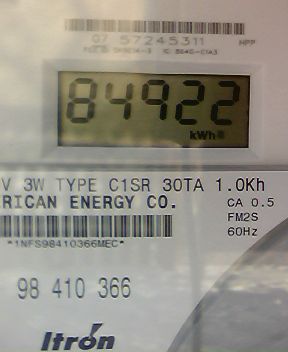 07 57245311 HPP
84922
kWh
V 3W TYPE C1SR 30TA 1.0Kh
RICAN ENERGY CO. CA 0.5
FM2S
*1NFS98410366MEC* 60Hz
98 410 366
Itron